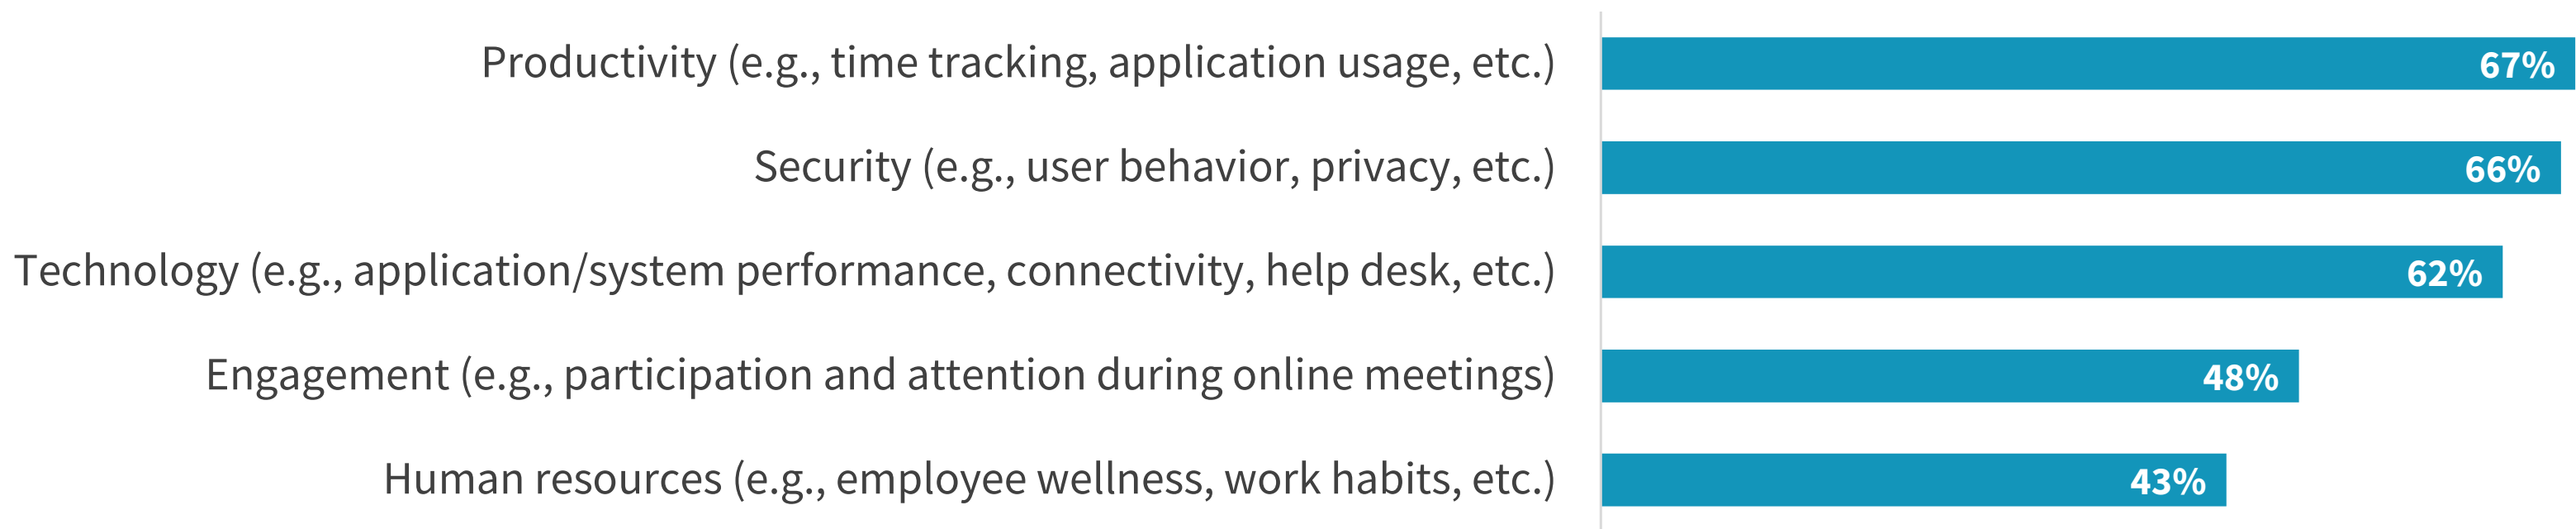 Productivity (e.g., time tracking, application usage, etc.) 67%
Security (e.g., user behavior, privacy, etc.) 66%
Technology (e.g., application/system performance, connectivity, help desk, etc.) 62%
Engagement (e.g., participation and attention during online meetings) 48%
Human resources (e.g., employee wellness, work habits, etc.) 43%